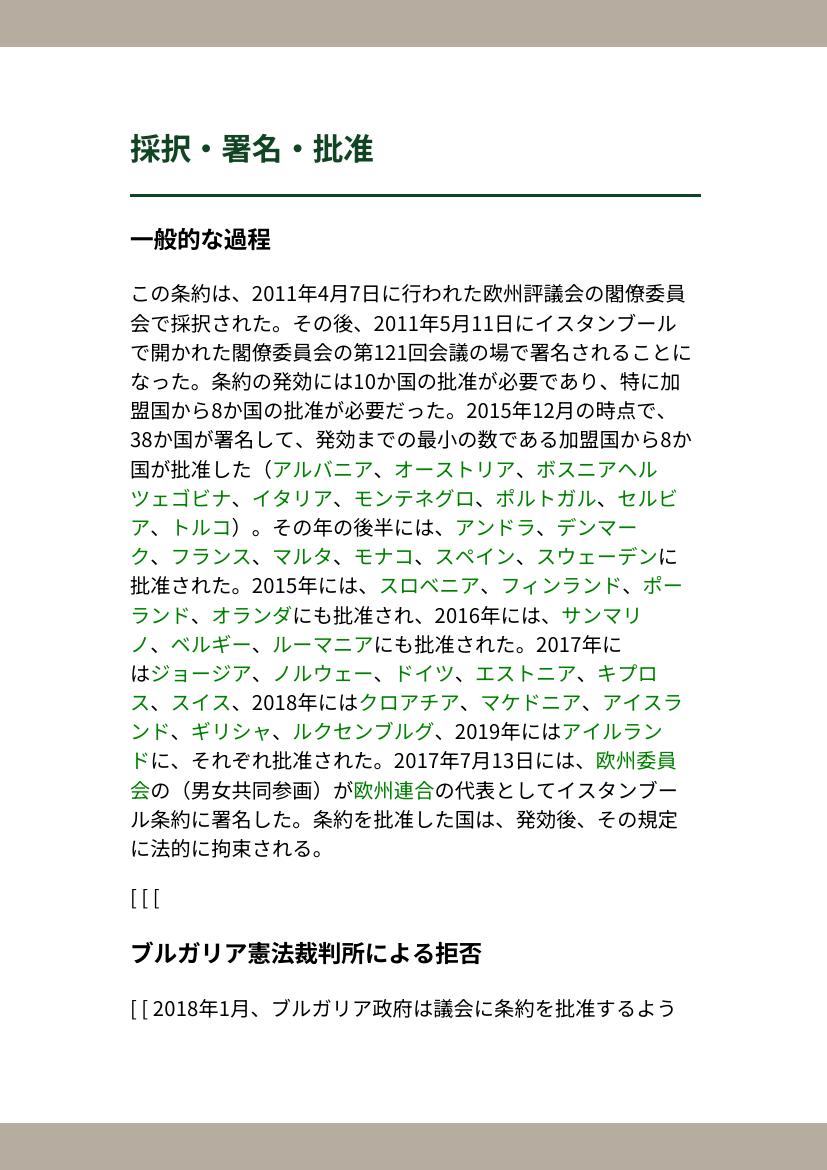 採択・署名・批准
一般的な過程
この条約は、2011年4月7日に行われた欧州評議会の閣僚委員
会で採択された。その後、2011年5月11日にイスタンブール
で開かれた閣僚委員会の第121回会議の場で署名されることに
なった。条約の発効には10か国の批准が必要であり、特に加
盟国から8か国の批准が必要だった。2015年12月の時点で、
38か国が署名して、発効までの最小の数である加盟国から8か
国が批准した（アルバニア、オーストリア、ボスニアヘル
ツェゴビナ、イタリア、モンテネグロ、ポルトガル、セルビ
ア、トルコ）。その年の後半には、アンドラ、デンマー
ク、フランス、マルタ、モナコ、スペイン、スウェーデンに
批准された。2015年には、スロベニア、フィンランド、ポー
ランド、オランダにも批准され、2016年には、サンマリ
ノ、ベルギー、ルーマニアにも批准された。2017年に
はジョージア、ノルウェー、ドイツ、エストニア、キプロ
ス、スイス、2018年にはクロアチア、マケドニア、アイスラ
ンド、ギリシャ、ルクセンブルグ、2019年にはアイルラン
ドに、それぞれ批准された。2017年7月13日には、欧州委員
会の（男女共同参画）が欧州連合の代表としてイスタンブー
ル条約に署名した。条約を批准した国は、発効後、その規定
に法的に拘束される。
[ [ [
ブルガリア憲法裁判所による拒否
[ [ 2018年1月、ブルガリア政府は議会に条約を批准するよう